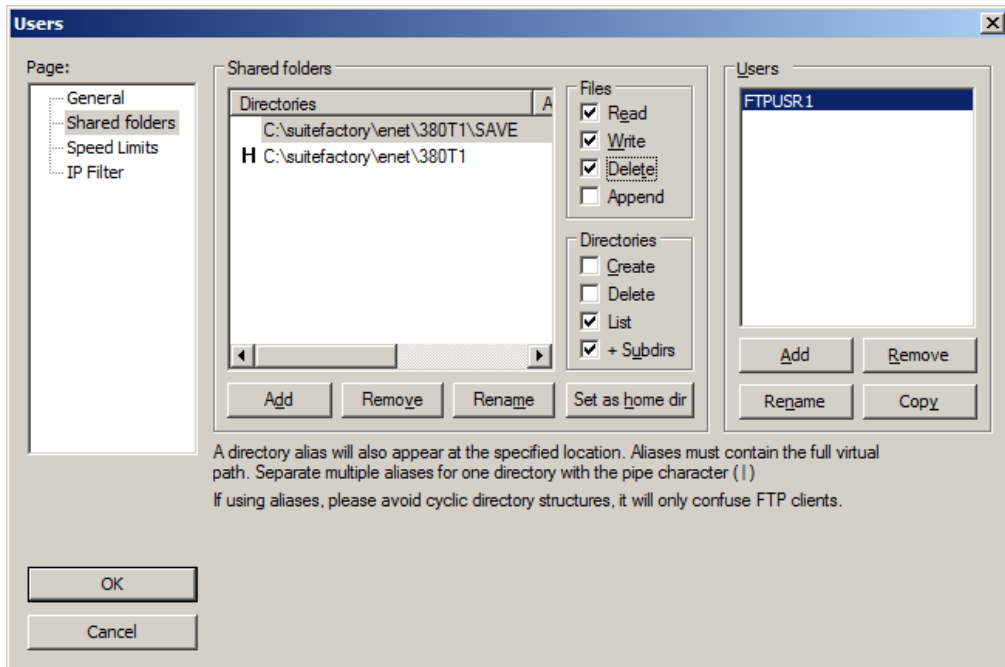 Users
Page:
General
Shared folders
Speed Limits
IP Filter
Shared folders
Directories A
C:\suitefactory\enet\380T1\SAVE
H C:\suitefactory\enet\380T1
Add Remove Rename Set as home dir
Files
Read
Write
Delete
Append
Directories
Create
Delete
List
+ Subdirs
Users
FTPUSR1
Add Remove
Rename Copy
A directory alias will also appear at the specified location. Aliases must contain the full virtual
path. Separate multiple aliases for one directory with the pipe character (|)
If using aliases, please avoid cyclic directory structures, it will only confuse FTP clients.
OK
Cancel